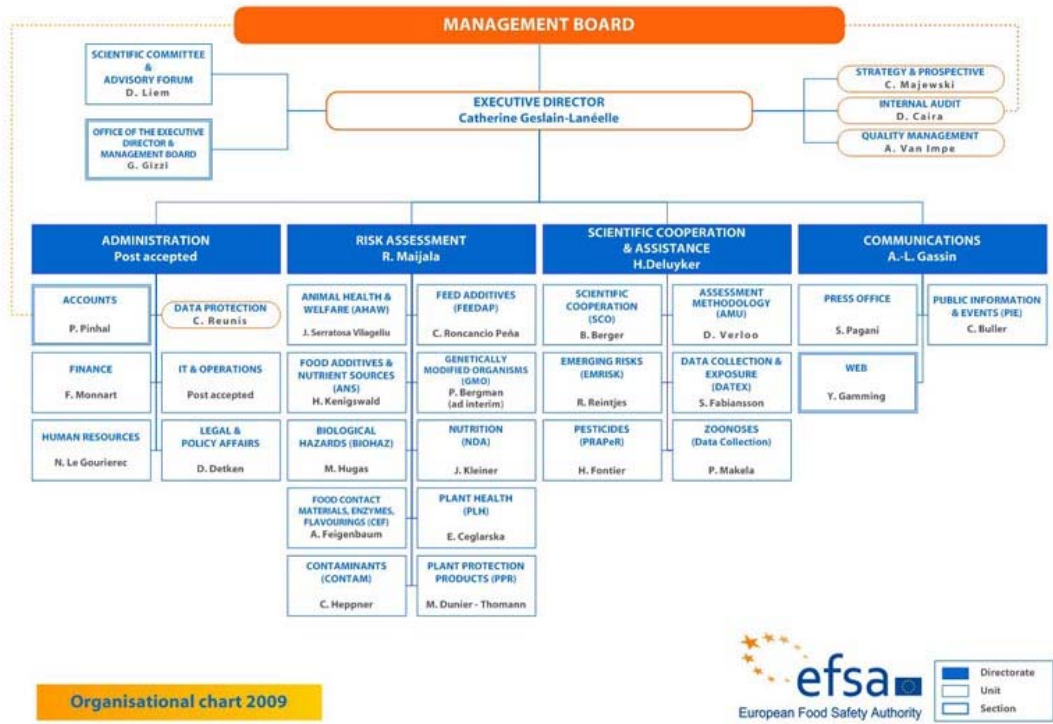 MANAGEMENT BOARD
SCIENTIFIC COMMITTEE
&
ADVISORY FORUM
D. Liem
OFFICE OF THE EXECUTIVE
DIRECTOR &
MANAGEMENT BOARD
G. Gizzi
EXECUTIVE DIRECTOR
Catherine Geslain-Lanéelle
STRATEGY & PROSPECTIVE
C. Majewski
INTERNAL AUDIT
D. Caira
QUALITY MANAGEMENT
A. Van Impe
ADMINISTRATION
Post accepted
ACCOUNTS
P. Pinhal
DATA PROTECTION
C. Reunis
FINANCE
F. Monnart
IT & OPERATIONS
Post accepted
HUMAN RESOURCES
N. Le Gourierec
LEGAL &
POLICY AFFAIRS
D. Detken
RISK ASSESSMENT
R. Maijala
ANIMAL HEALTH &
WELFARE (AHAW)
J. Serratosa Vilageliu
FEED ADDITIVES
(FEEDAP)
C. Roncancio Peña
FOOD ADDITIVES &
NUTRIENT SOURCES
(ANS)
H. Kenigswald
GENETICALLY
MODIFIED ORGANISMS
(GMO)
P. Bergman
(ad interim)
BIOLOGICAL
HAZARDS (BIOHAZ)
M. Hugas
NUTRITION
(NDA)
J. Kleiner
FOOD CONTACT
MATERIALS, ENZYMES,
FLAVOURINGS (CEF)
A. Feigenbaum
PLANT HEALTH
(PLH)
E. Ceglarska
CONTAMINANTS
(CONTAM)
C. Heppner
PLANT PROTECTION
PRODUCTS (PPR)
M. Dunier - Thomann
SCIENTIFIC COOPERATION
& ASSISTANCE
H.Deluyker
SCIENTIFIC
COOPERATION
(SCO)
B. Berger
ASSESSMENT
METHODOLOGY
(AMU)
D. Verloo
EMERGING RISKS
(EMRISK)
R. Reintjes
DATA COLLECTION &
EXPOSURE
(DATEX)
S. Fabiansson
PESTICIDES
(PRAPeR)
H. Fontier
ZOONOSES
(Data Collection)
P. Makela
COMMUNICATIONS
A.-L. Gassin
PRESS OFFICE
S. Pagani
PUBLIC INFORMATION
& EVENTS (PIE)
C. Buller
WEB
Y. Gamming
Organisational chart 2009
efsa
European Food Safety Authority
Directorate
Unit
Section